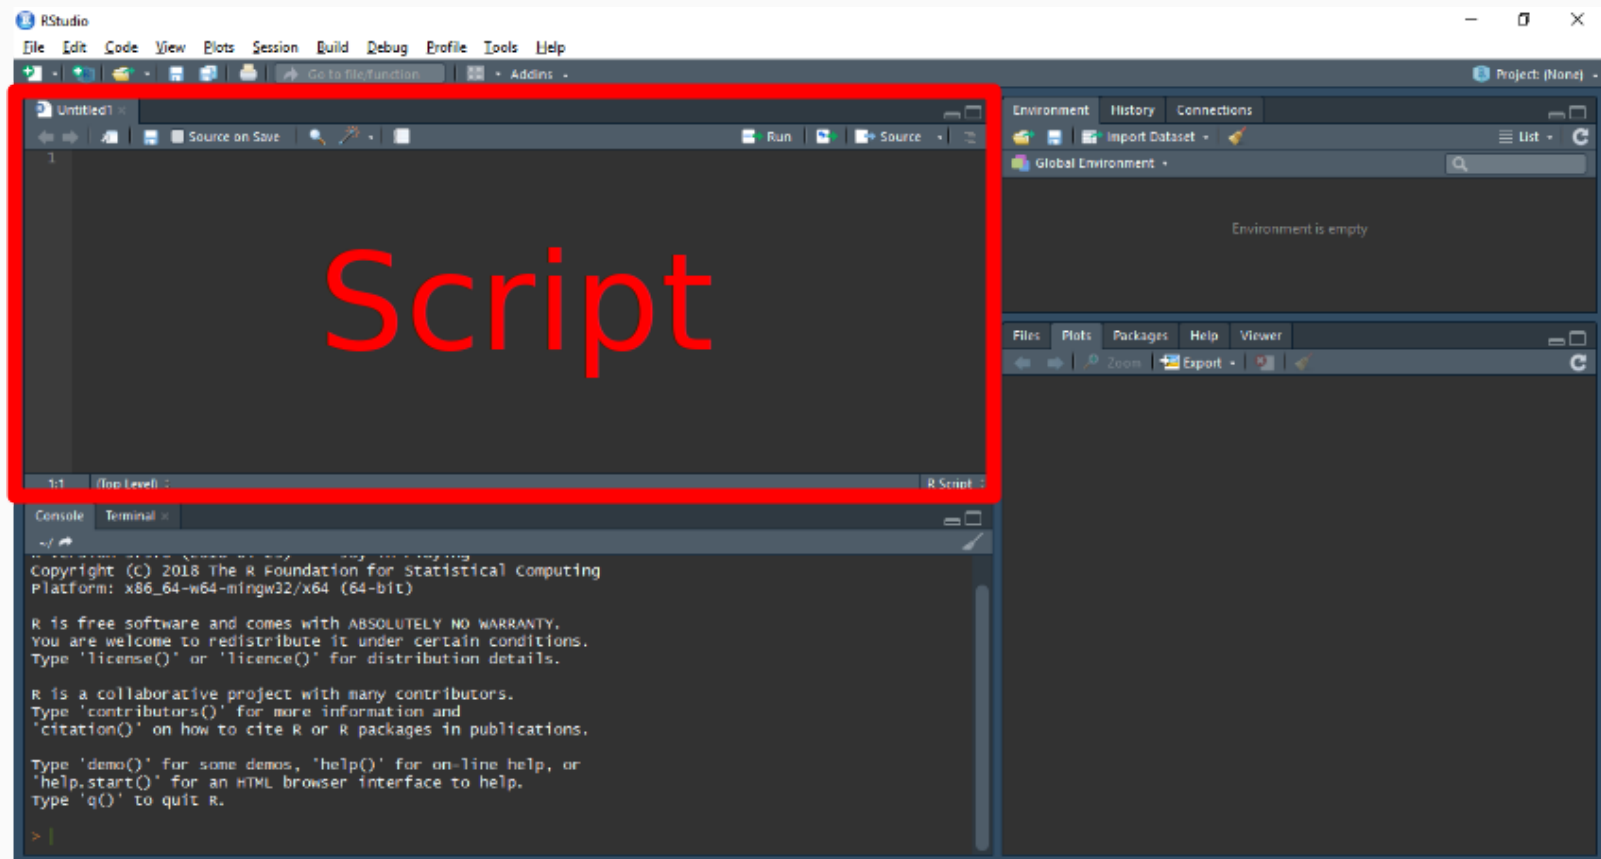 RStudio
File Edit Code View Plots Session Build Debug Profile Tools Help
Go to file/function Addins Project: (None)
Untitled1
Source on Save Run Source
1
Script
1:1 (Top Level) R Script
Console Terminal
~/
Copyright (C) 2018 The R Foundation for Statistical Computing
Platform: x86_64-w64-mingw32/x64 (64-bit)
R is free software and comes with ABSOLUTELY NO WARRANTY.
You are welcome to redistribute it under certain conditions.
Type 'license()' or 'licence()' for distribution details.
R is a collaborative project with many contributors.
Type 'contributors()' for more information and
'citation()' on how to cite R or R packages in publications.
Type 'demo()' for some demos, 'help()' for on-line help, or
'help.start()' for an HTML browser interface to help.
Type 'q()' to quit R.
>
Environment History Connections
Import Dataset List
Global Environment
Environment is empty
Files Plots Packages Help Viewer
Zoom Export